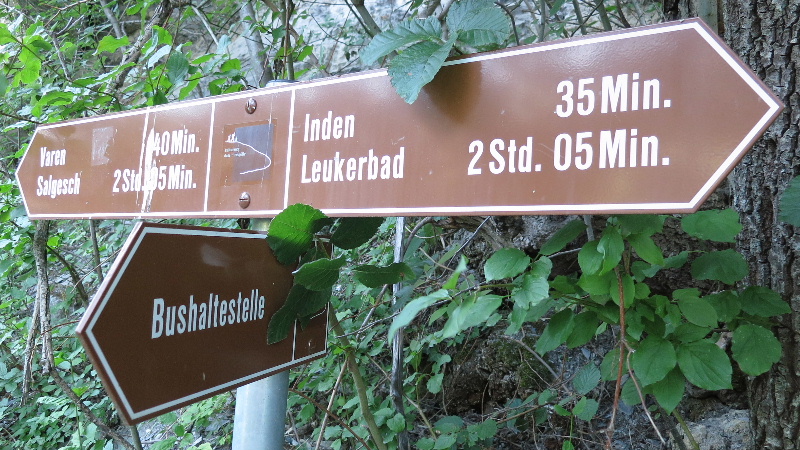 Varen 40 Min.
Salgesch 2 Std. 05 Min.
Inden 35 Min.
Leukerbad 2 Std. 05 Min.
Bushaltestelle